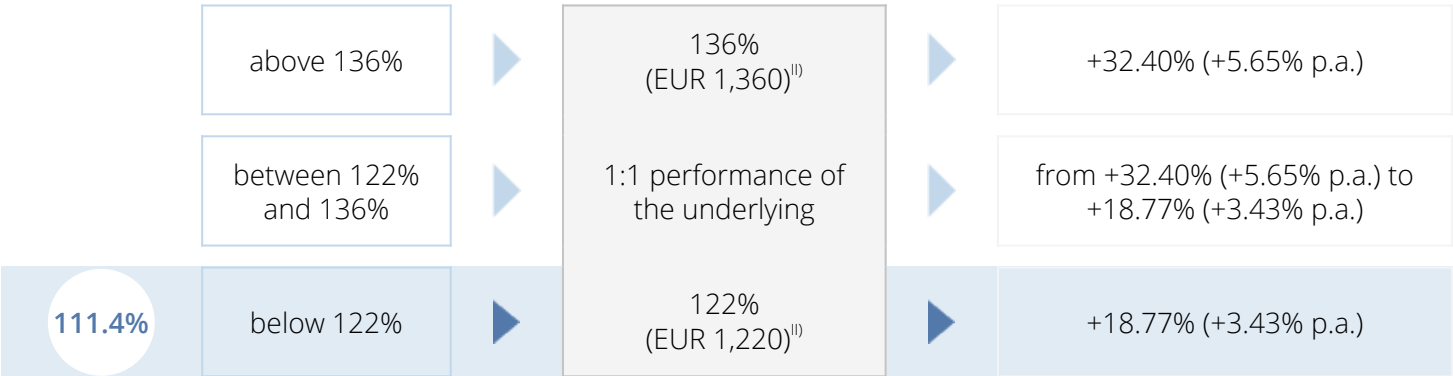 above 136%
136%
(EUR 1,360)II)
+32.40% (+5.65% p.a.)
between 122%
and 136%
1:1 performance of
the underlying
from +32.40% (+5.65% p.a.) to
+18.77% (+3.43% p.a.)
111.4%
below 122%
122%
(EUR 1,220)II)
+18.77% (+3.43% p.a.)